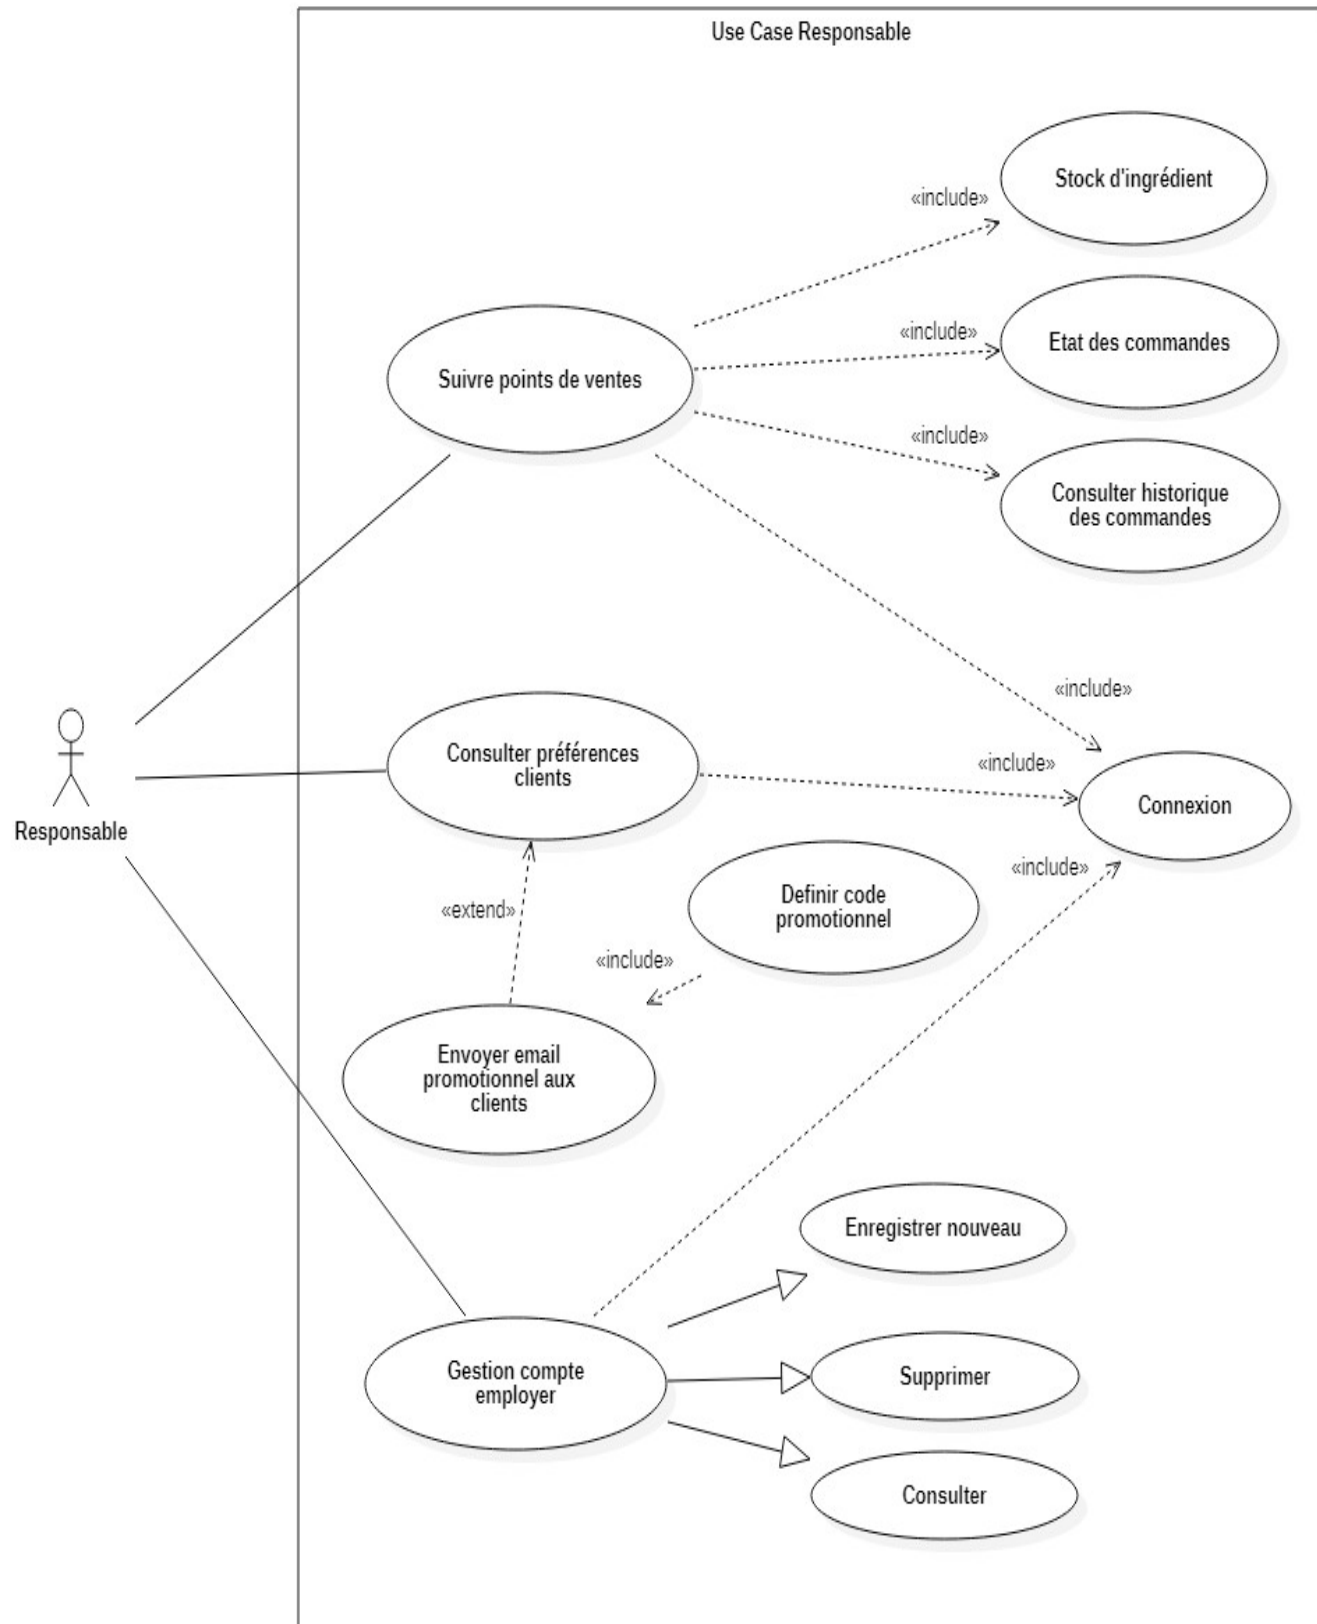 Use Case Responsable
Stock d'ingrédient
«include»
Etat des commandes
«include»
Suivre points de ventes
«include»
Consulter historique
des commandes
«include»
Consulter préférences
clients
«include»
Connexion
Responsable
«include»
Definir code
promotionnel
«extend»
«include»
Envoyer email
promotionnel aux
clients
Enregistrer nouveau
Gestion compte
employer
Supprimer
Consulter